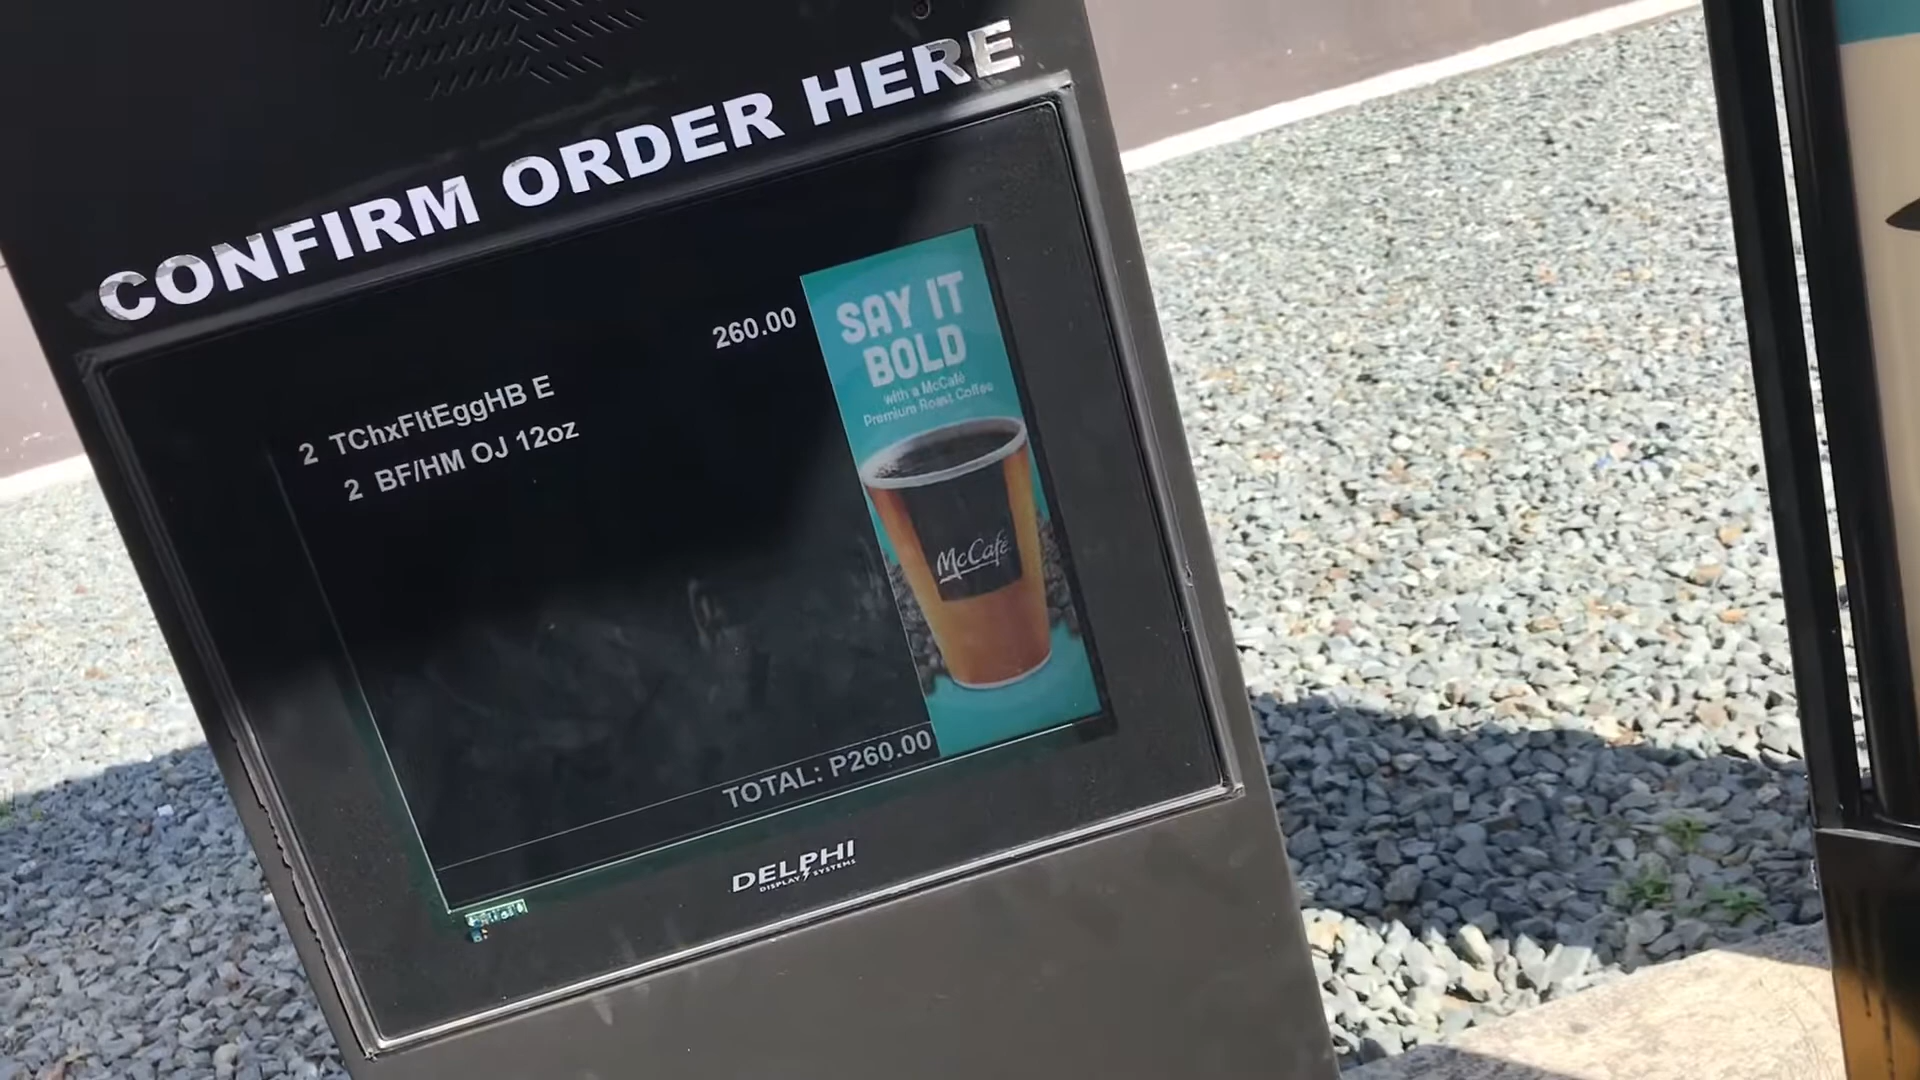 CONFIRM ORDER HERE
260.00
2 TChxFltEggHB E
2 BF/HM OJ 12oz
TOTAL: P260.00
SAY IT
BOLD
with a McCafé
Premium Roast Coffee
McCafé
DELPHI
DISPLAY SYSTEMS